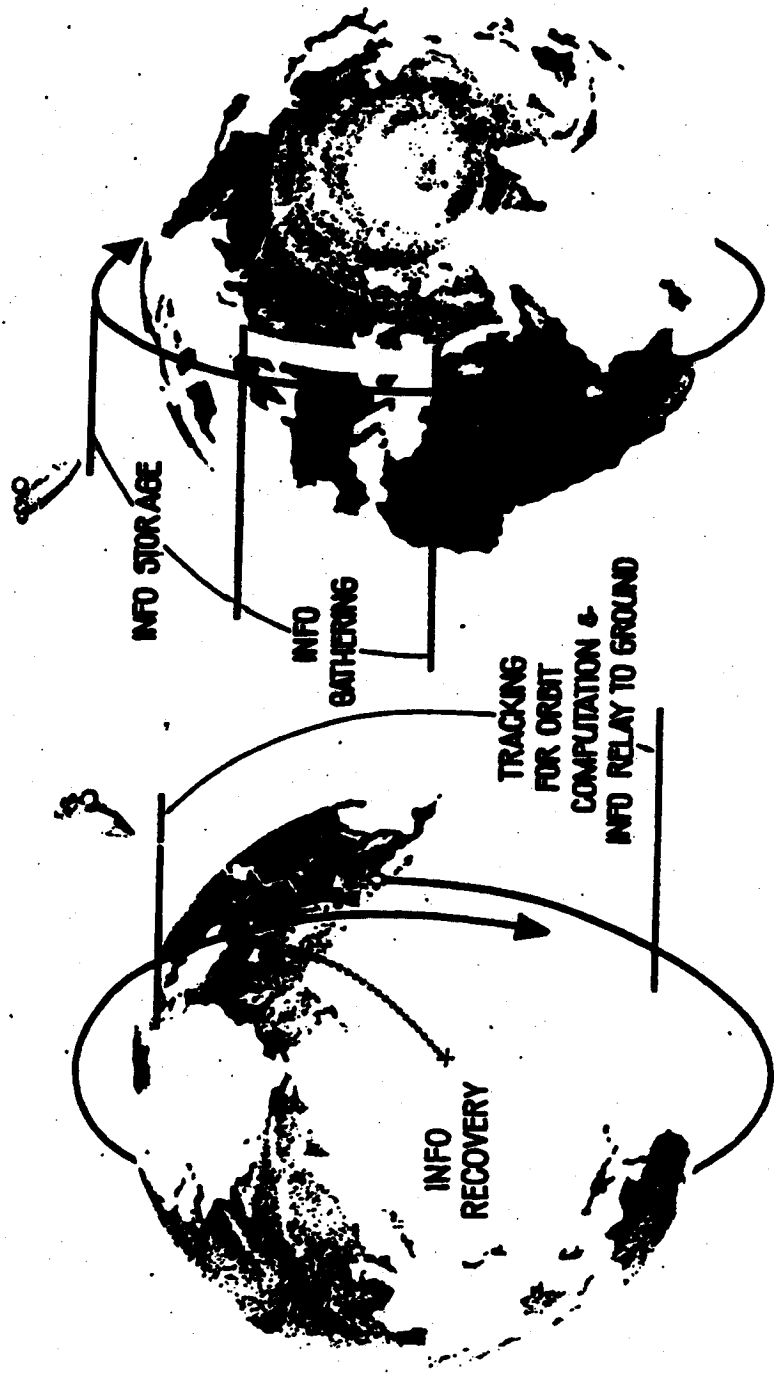 INFO STORAGE
INFO
GATHERING
TRACKING
FOR ORBIT
COMPUTATION &
INFO RELAY TO GROUND
INFO
RECOVERY